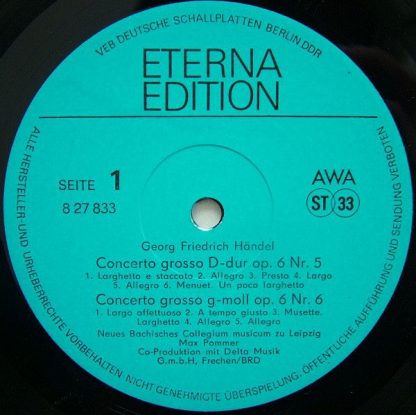 VEB DEUTSCHE SCHALLPLATTEN BERLIN DDR
ETERNA
EDITION
SEITE 1
8 27 833
AWA
ST 33
Georg Friedrich Händel
Concerto grosso D-dur op. 6 Nr. 5
1. Larghetto e staccato 2. Allegro 3. Presto 4. Largo
5. Allegro 6. Menuet. Un poco larghetto
Concerto grosso g-moll op. 6 Nr. 6
1. Largo affettuoso 2. A tempo giusto 3. Musette.
Larghetto 4. Allegro 5. Allegro
Neues Bachisches Collegium musicum zu Leipzig
Max Pommer
Co-Produktion mit Delta Musik
G.m.b.H, Frechen/BRD
ALLE HERSTELLER- UND URHEBERRECHTE VORBEHALTEN NICHT GENEHMIGTE ÜBERSPIELUNG, ÖFFENTLICHE AUFFÜHRUNG UND SENDUNG VERBOTEN